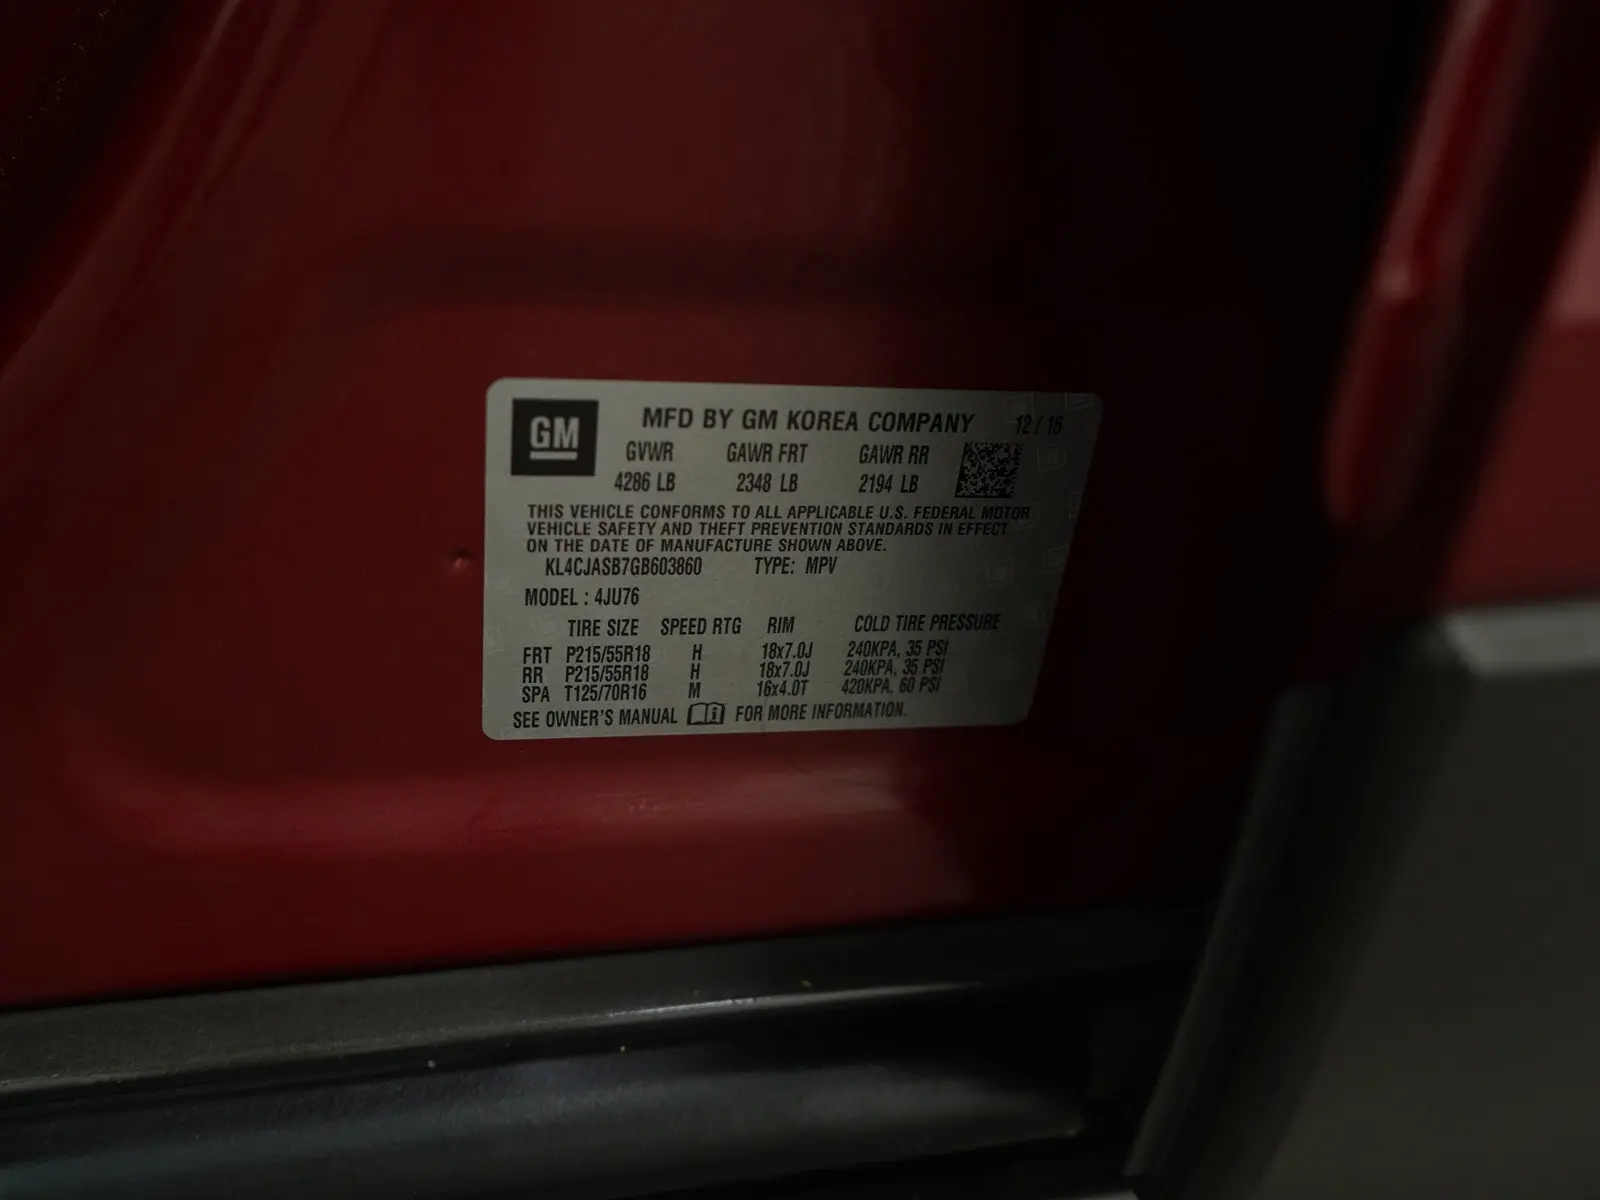 GM
MFD BY GM KOREA COMPANY 12/15
GVWR GAWR FRT GAWR RR
4286 LB 2348 LB 2194 LB
THIS VEHICLE CONFORMS TO ALL APPLICABLE U.S. FEDERAL MOTOR
VEHICLE SAFETY AND THEFT PREVENTION STANDARDS IN EFFECT
ON THE DATE OF MANUFACTURE SHOWN ABOVE.
KL4CJASB7GB603860 TYPE: MPV
MODEL : 4JU76
TIRE SIZE SPEED RTG RIM COLD TIRE PRESSURE
FRT P215/55R18 H 18x7.0J 240KPA, 35 PSI
RR P215/55R18 H 18x7.0J 240KPA, 35 PSI
SPA T125/70R16 M 16x4.0T 420KPA, 60 PSI
SEE OWNER'S MANUAL FOR MORE INFORMATION.